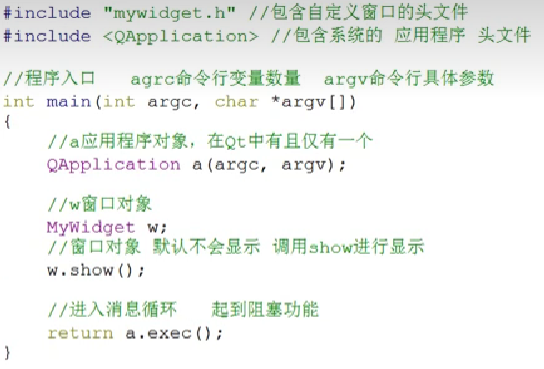 #include "mywidget.h" //包含自定义窗口的头文件
#include <QApplication> //包含系统的 应用程序 头文件
//程序入口 agrc命令行变量数量 argv命令行具体参数
int main(int argc, char *argv[])
{
//a应用程序对象，在Qt中有且仅有一个
QApplication a(argc, argv);
//w窗口对象
MyWidget w;
//窗口对象 默认不会显示 调用show进行显示
w.show();
//进入消息循环 起到阻塞功能
return a.exec();
}